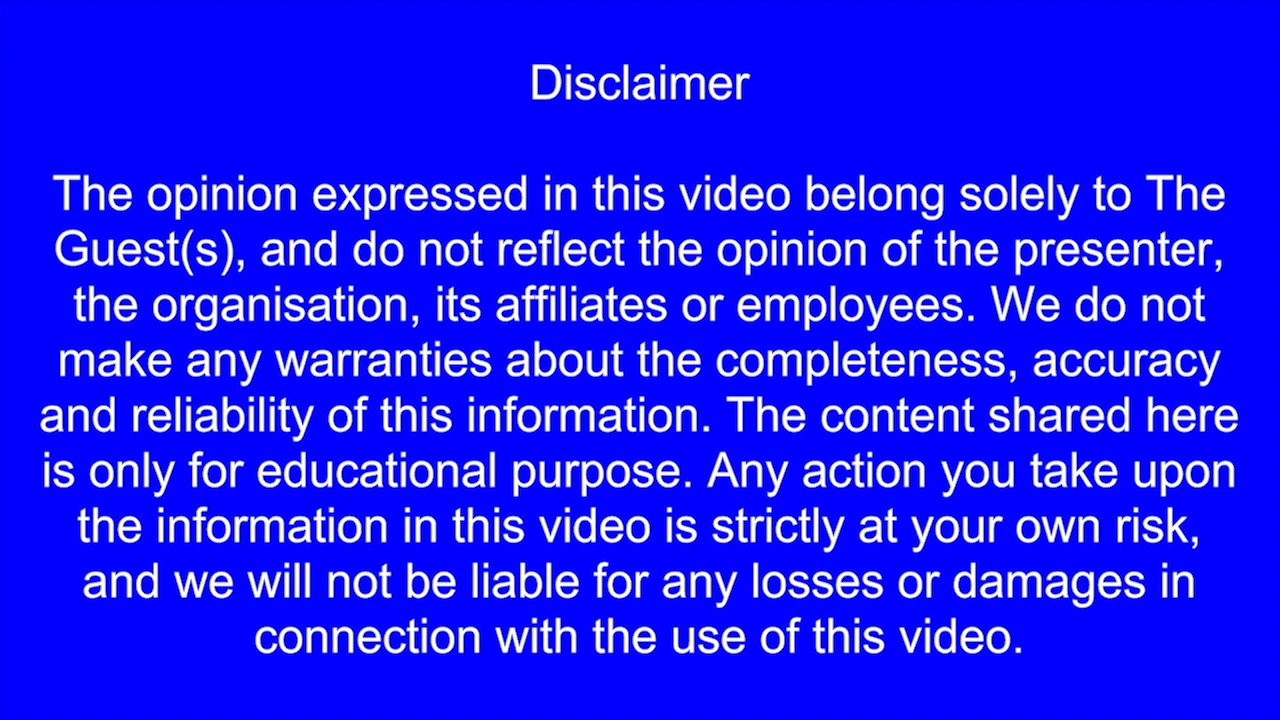 Disclaimer
The opinion expressed in this video belong solely to The
Guest(s), and do not reflect the opinion of the presenter,
the organisation, its affiliates or employees. We do not
make any warranties about the completeness, accuracy
and reliability of this information. The content shared here
is only for educational purpose. Any action you take upon
the information in this video is strictly at your own risk,
and we will not be liable for any losses or damages in
connection with the use of this video.